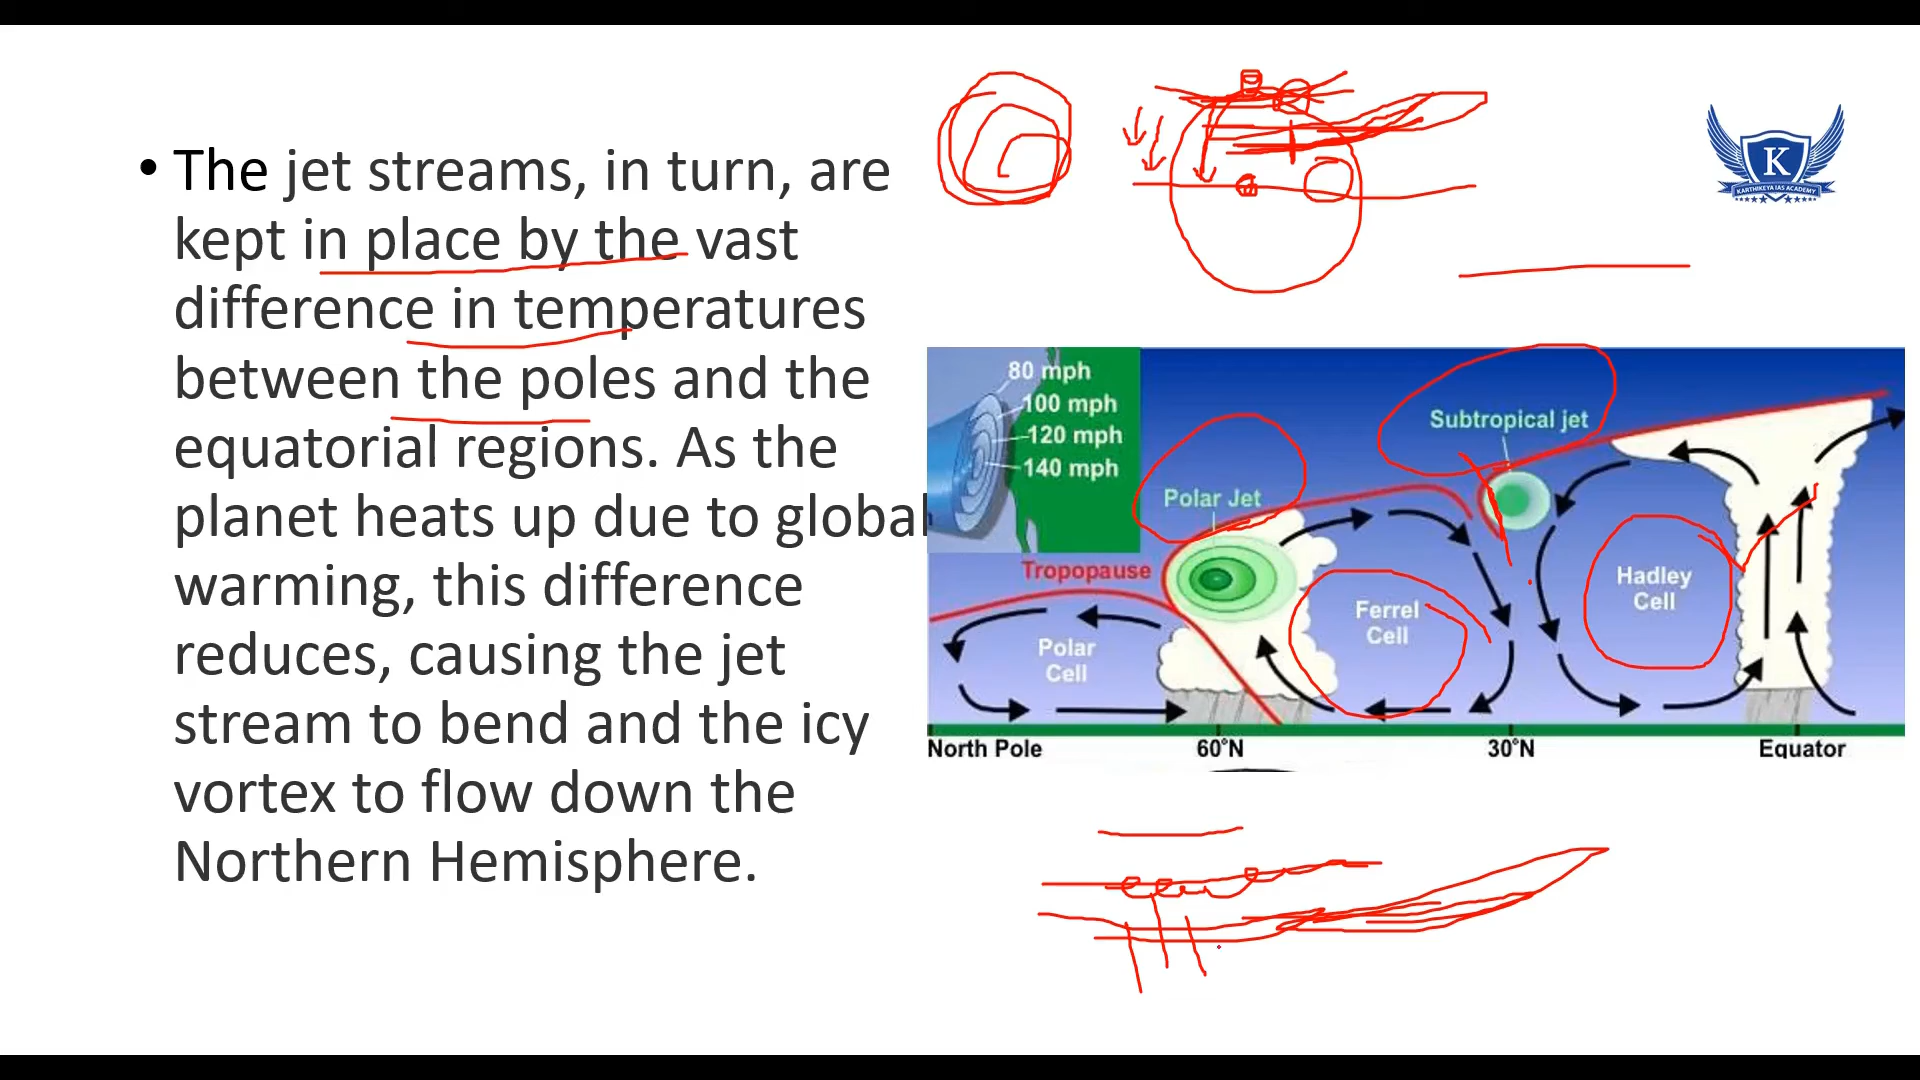 • The jet streams, in turn, are
kept in place by the vast
difference in temperatures
between the poles and the
equatorial regions. As the
planet heats up due to global
warming, this difference
reduces, causing the jet
stream to bend and the icy
vortex to flow down the
Northern Hemisphere.
K
KARTHIKEYA IAS ACADEMY
80 mph
100 mph
120 mph
140 mph
Subtropical jet
Polar Jet
Tropopause
Hadley
Cell
Ferrel
Cell
Polar
Cell
North Pole
60°N
30°N
Equator